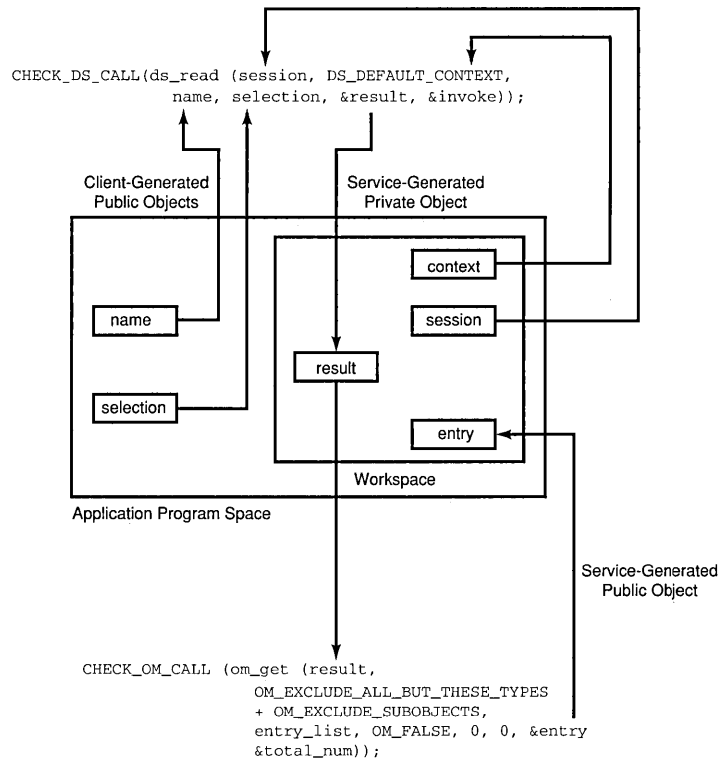 CHECK_DS_CALL(ds_read (session, DS_DEFAULT_CONTEXT,
name, selection, &result, &invoke));
Client-Generated
Public Objects
Service-Generated
Private Object
context
name
session
result
selection
entry
Workspace
Application Program Space
Service-Generated
Public Object
CHECK_OM_CALL (om_get (result,
OM_EXCLUDE_ALL_BUT_THESE_TYPES
+ OM_EXCLUDE_SUBOBJECTS,
entry_list, OM_FALSE, 0, 0, &entry
&total_num));